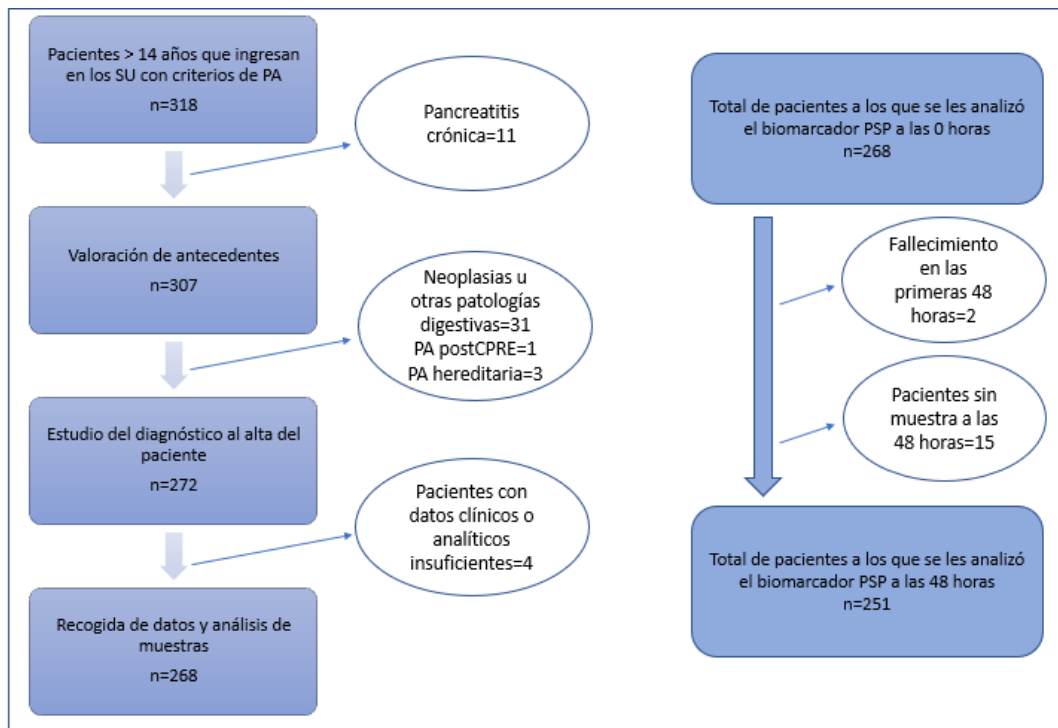 Pacientes > 14 años que ingresan
en los SU con criterios de PA
n=318
Pancreatitis
crónica=11
Valoración de antecedentes
n=307
Neoplasias u
otras patologías
digestivas=31
PA postCPRE=1
PA hereditaria=3
Estudio del diagnóstico al alta del
paciente
n=272
Pacientes con
datos clínicos o
analíticos
insuficientes=4
Recogida de datos y análisis de
muestras
n=268
Total de pacientes a los que se les analizó
el biomarcador PSP a las 0 horas
n=268
Fallecimiento
en las
primeras 48
horas=2
Pacientes sin
muestra a las
48 horas=15
Total de pacientes a los que se les analizó
el biomarcador PSP a las 48 horas
n=251